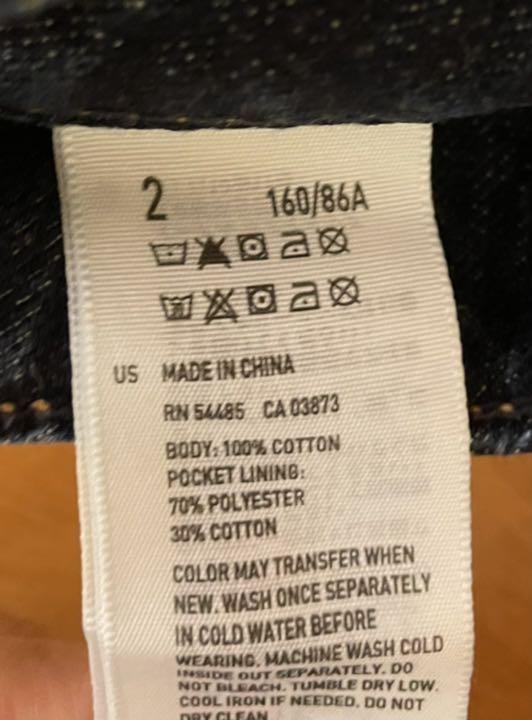 2 160/86A
US MADE IN CHINA
RN 54485 CA 03873
BODY: 100% COTTON
POCKET LINING:
70% POLYESTER
30% COTTON
COLOR MAY TRANSFER WHEN
NEW. WASH ONCE SEPARATELY
IN COLD WATER BEFORE
WEARING. MACHINE WASH COLD
INSIDE OUT SEPARATELY. DO
NOT BLEACH. TUMBLE DRY LOW.
COOL IRON IF NEEDED. DO NOT
DRY CLEAN